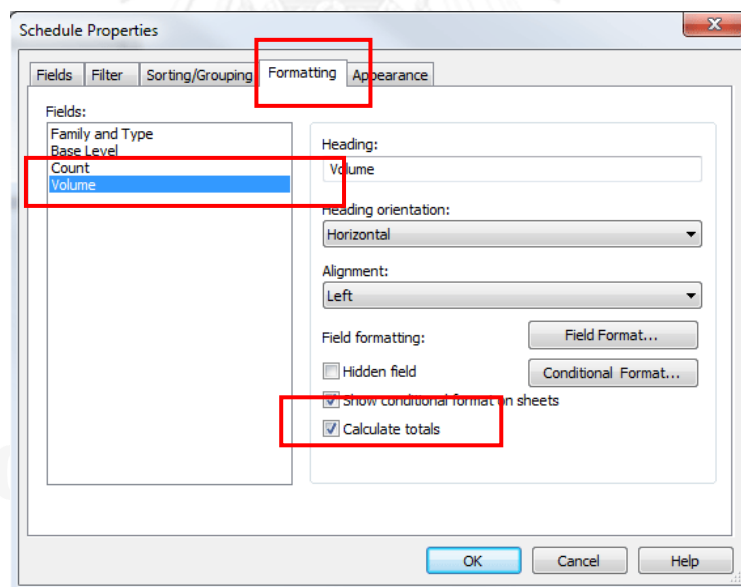 Schedule Properties
Fields Filter Sorting/Grouping Formatting Appearance
Fields:
Family and Type
Base Level
Count
Volume
Heading:
Volume
Heading orientation:
Horizontal
Alignment:
Left
Field formatting:
Field Format...
Hidden field
Conditional Format...
Show conditional format on sheets
Calculate totals
OK Cancel Help